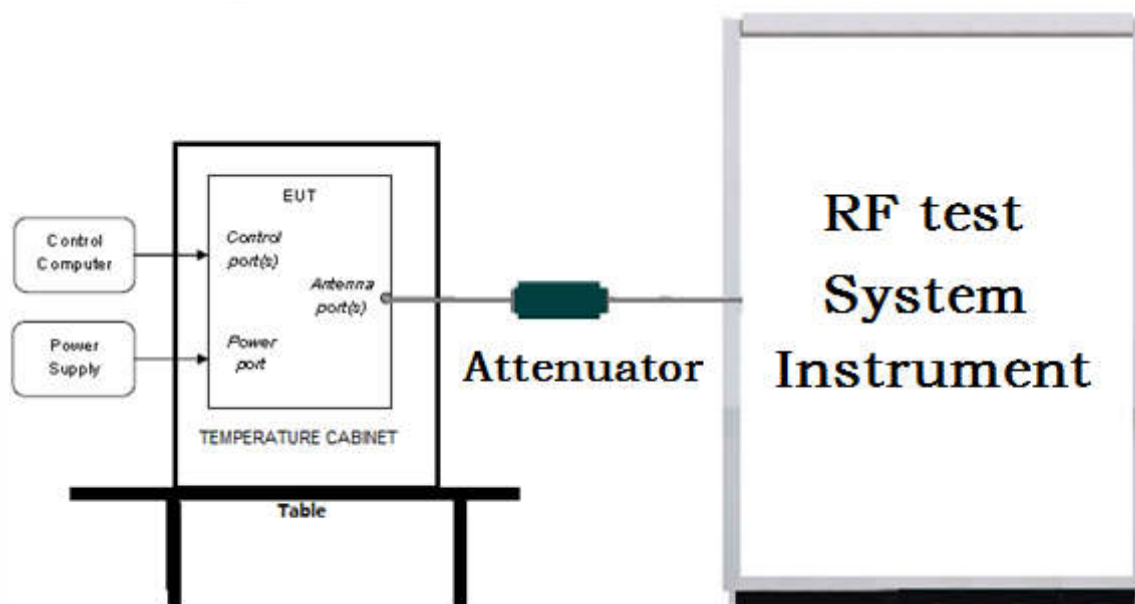 Control
Computer
Power
Supply
EUT
Control
port(s)
Antenna
port(s)
Power
port
TEMPERATURE CABINET
Table
Attenuator
RF test
System
Instrument